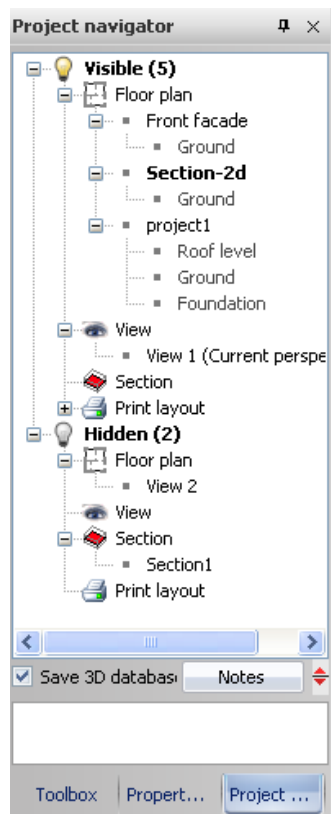 Project navigator
Visible (5)
Floor plan
Front facade
Ground
Section-2d
Ground
project1
Roof level
Ground
Foundation
View
View 1 (Current perspe
Section
Print layout
Hidden (2)
Floor plan
View 2
View
Section
Section1
Print layout
Save 3D databas Notes
Toolbox Propert... Project ...